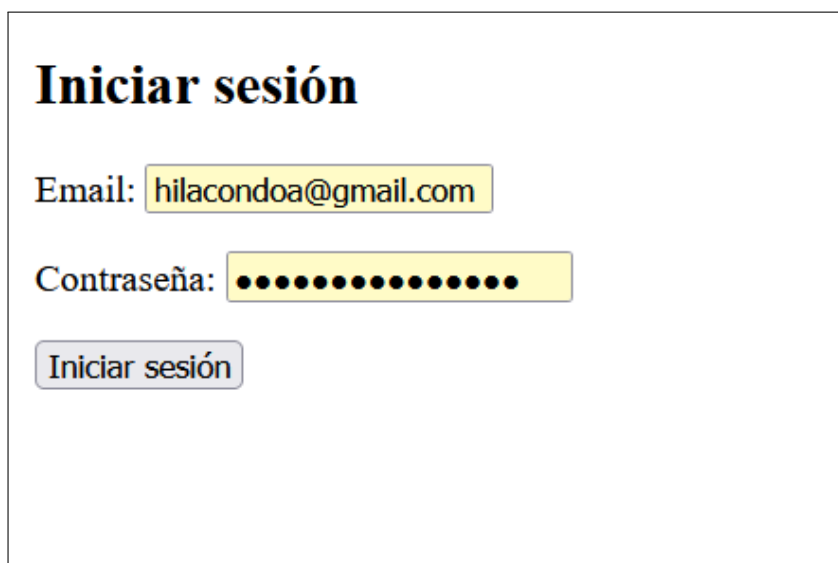 Iniciar sesión
Email: hilacondoa@gmail.com
Contraseña: ●●●●●●●●●●●●●●●
Iniciar sesión